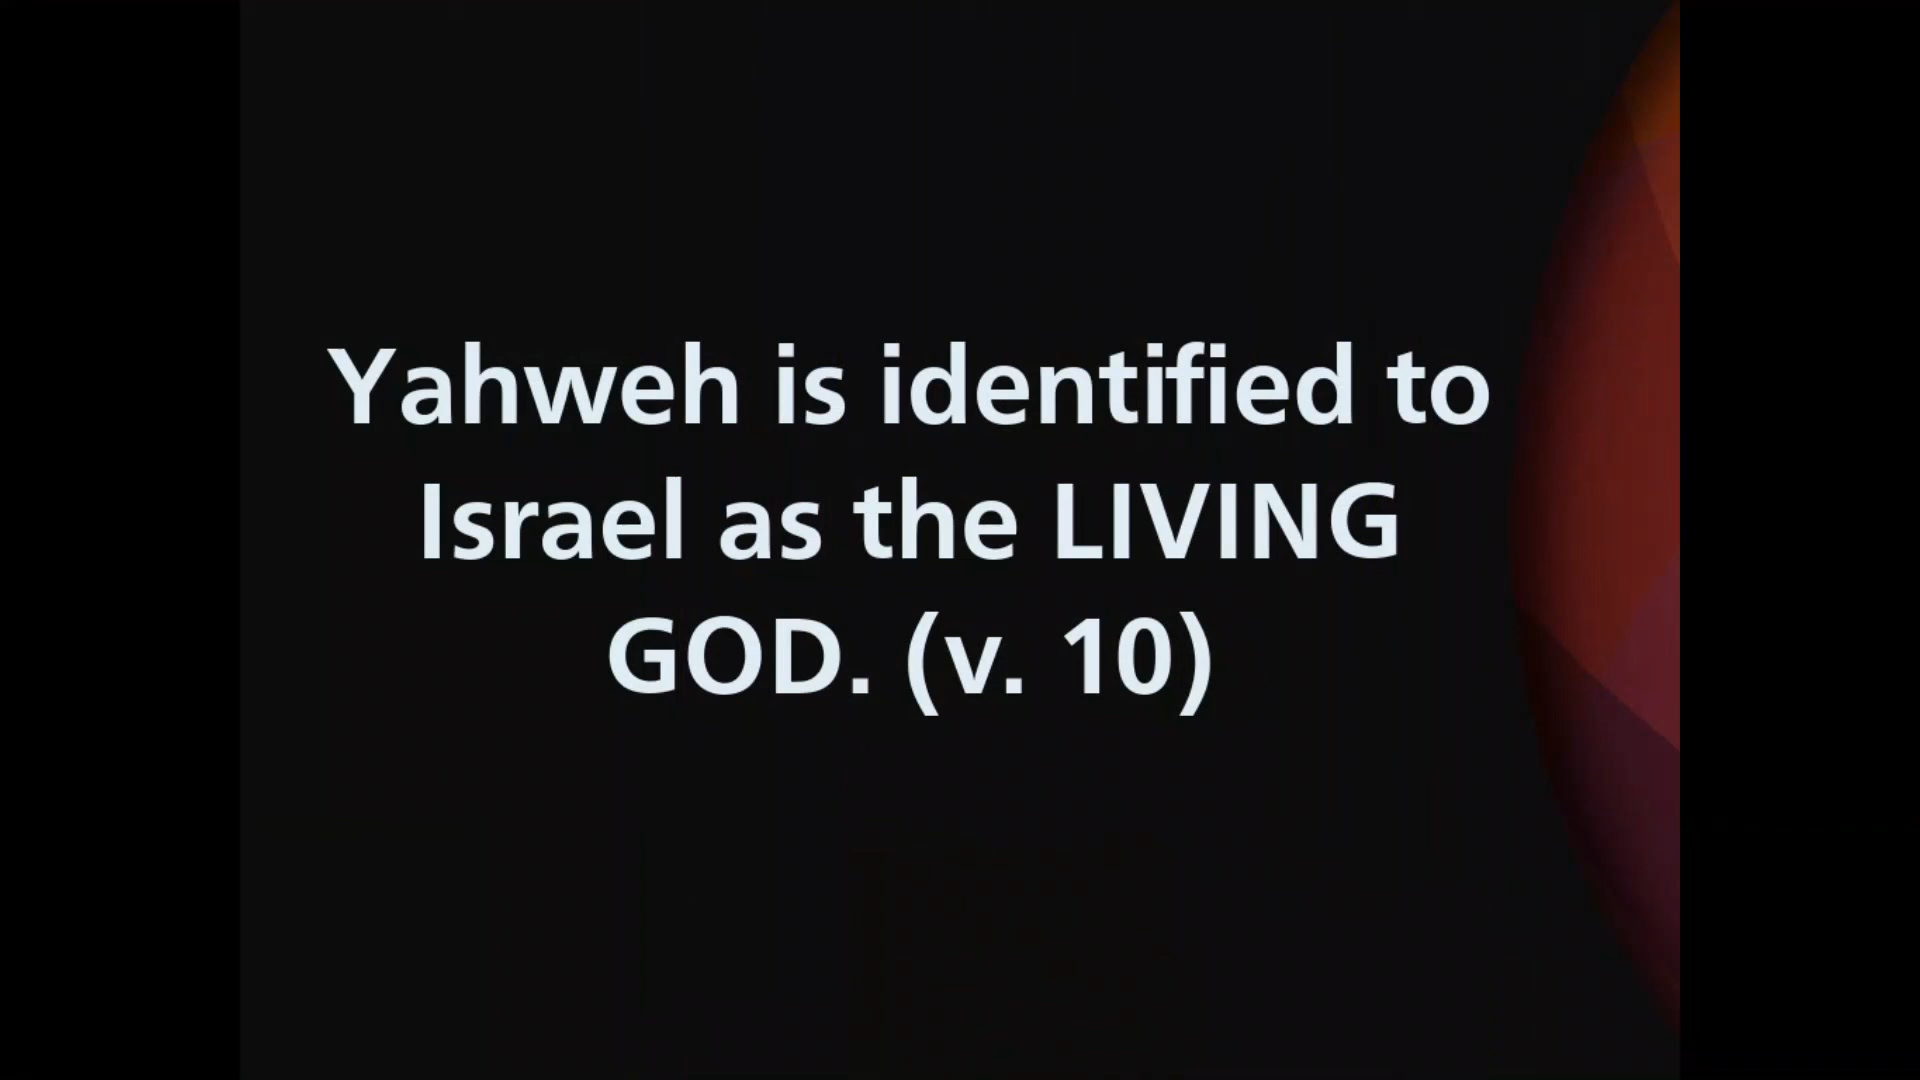 Yahweh is identified to
Israel as the LIVING
GOD. (v. 10)